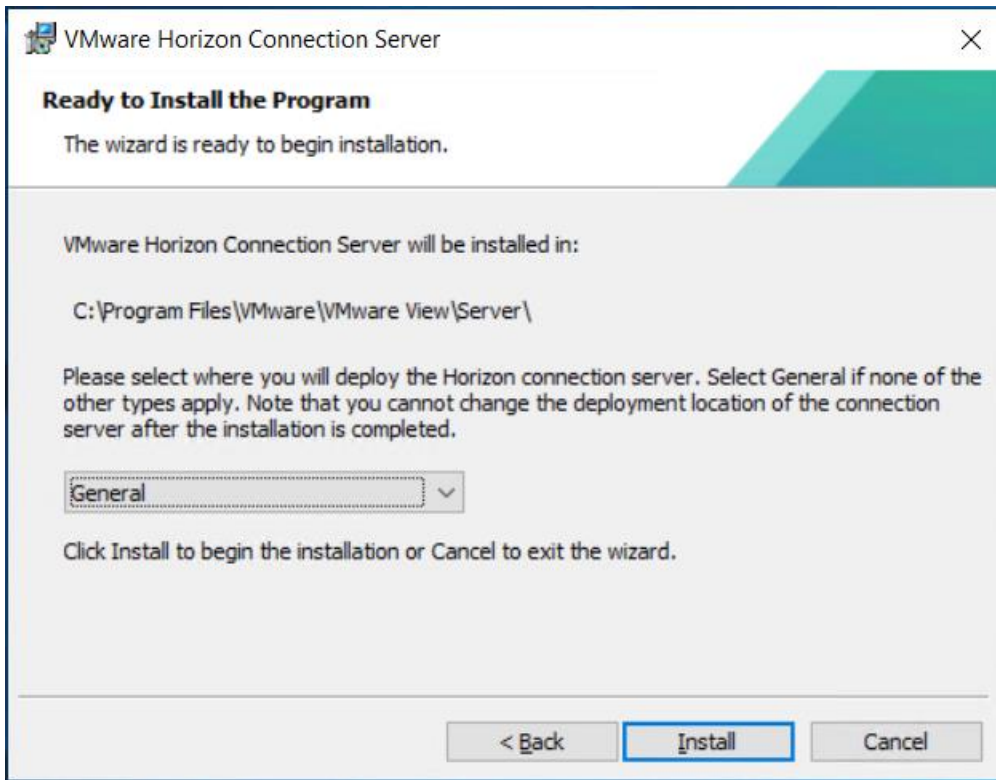 VMware Horizon Connection Server
Ready to Install the Program
The wizard is ready to begin installation.
VMware Horizon Connection Server will be installed in:
C:\Program Files\VMware\VMware View\Server\
Please select where you will deploy the Horizon connection server. Select General if none of the
other types apply. Note that you cannot change the deployment location of the connection
server after the installation is completed.
General
Click Install to begin the installation or Cancel to exit the wizard.
< Back Install Cancel